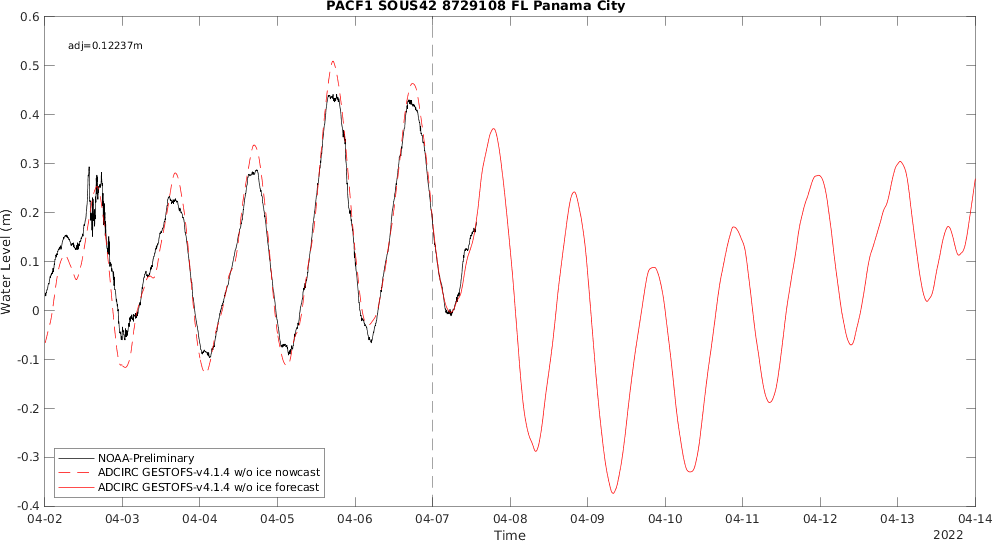 PACF1 SOUS42 8729108 FL Panama City
adj=0.12237m
Water Level (m)
0.6
0.5
0.4
0.3
0.2
0.1
0
-0.1
-0.2
-0.3
-0.4
NOAA-Preliminary
ADCIRC GESTOFS-v4.1.4 w/o ice nowcast
ADCIRC GESTOFS-v4.1.4 w/o ice forecast
04-02 04-03 04-04 04-05 04-06 04-07 04-08 04-09 04-10 04-11 04-12 04-13 04-14
Time
2022